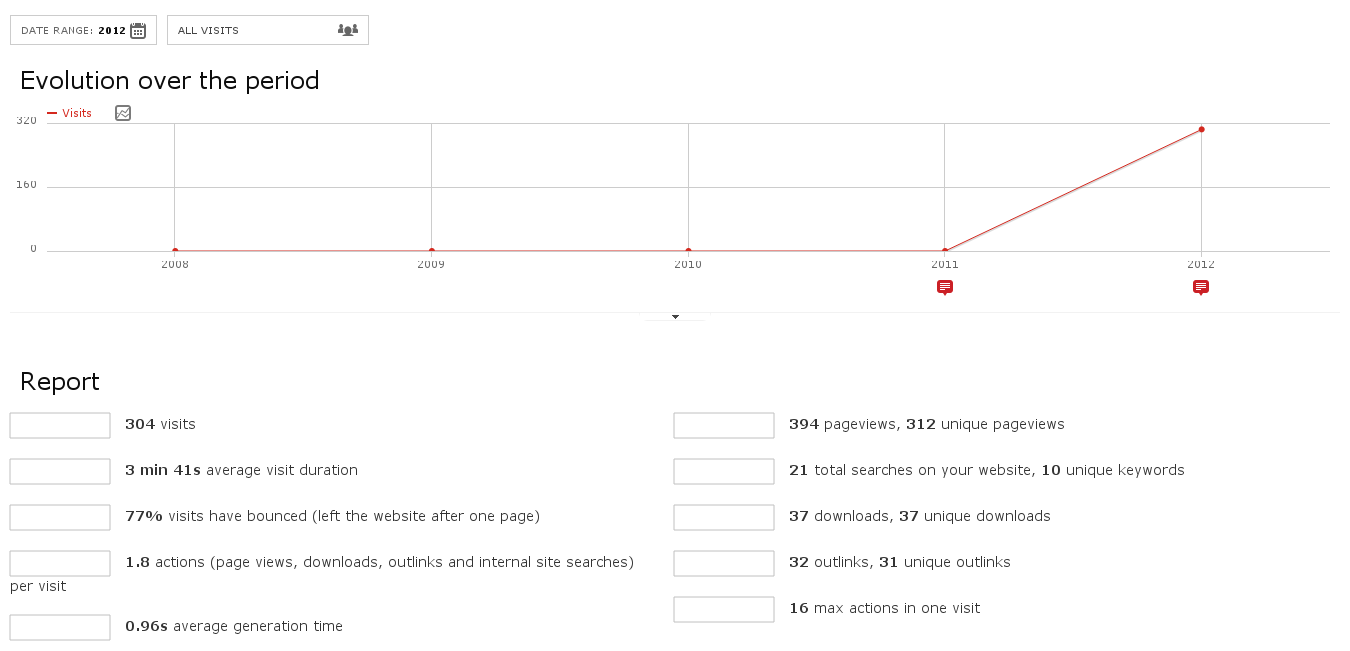 DATE RANGE: 2012
ALL VISITS
Evolution over the period
Visits
320
160
0
2008 2009 2010 2011 2012
Report
304 visits
3 min 41s average visit duration
77% visits have bounced (left the website after one page)
1.8 actions (page views, downloads, outlinks and internal site searches)
per visit
0.96s average generation time
394 pageviews, 312 unique pageviews
21 total searches on your website, 10 unique keywords
37 downloads, 37 unique downloads
32 outlinks, 31 unique outlinks
16 max actions in one visit